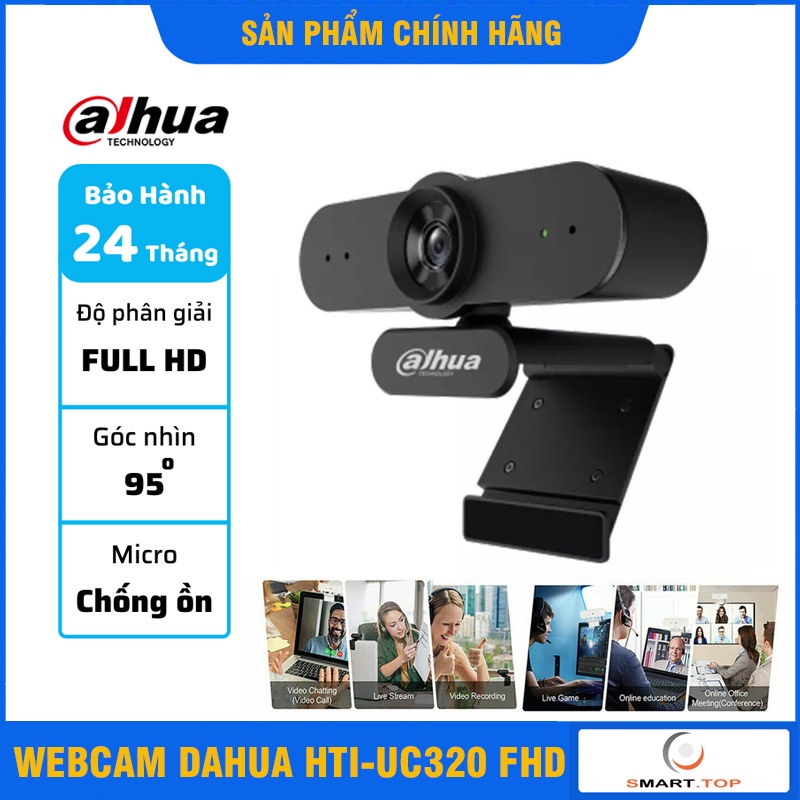 SẢN PHẨM CHÍNH HÃNG
alhua
TECHNOLOGY
Bảo Hành
24 Tháng
Độ phân giải
FULL HD
Góc nhìn
95°
Micro
Chống ồn
alhua
TECHNOLOGY
Video Chatting
(Video Call)
Live Stream
Video Recording
Live Game
Online education
Online Office
Meeting(Conference)
WEBCAM DAHUA HTI-UC320 FHD
SMART.TOP